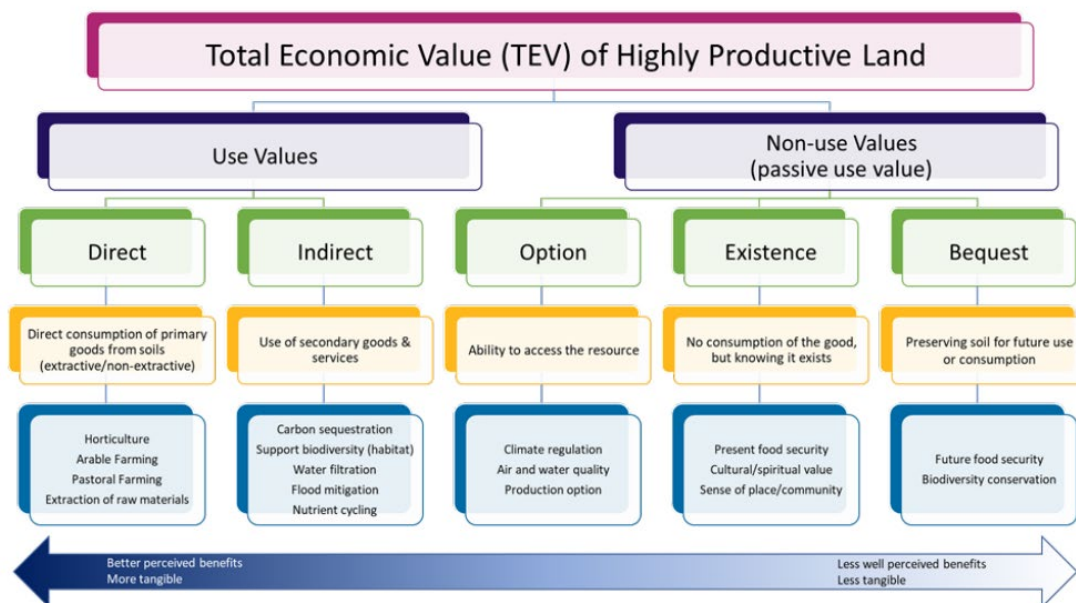 Total Economic Value (TEV) of Highly Productive Land
Use Values
Non-use Values
(passive use value)
Direct
Indirect
Option
Existence
Bequest
Direct consumption of primary
goods from soils
(extractive/non-extractive)
Use of secondary goods &
services
Ability to access the resource
No consumption of the good,
but knowing it exists
Preserving soil for future use
or consumption
Horticulture
Arable Farming
Pastoral Farming
Extraction of raw materials
Carbon sequestration
Support biodiversity (habitat)
Water filtration
Flood mitigation
Nutrient cycling
Climate regulation
Air and water quality
Production option
Present food security
Cultural/spiritual value
Sense of place/community
Future food security
Biodiversity conservation
Better perceived benefits
More tangible
Less well perceived benefits
Less tangible